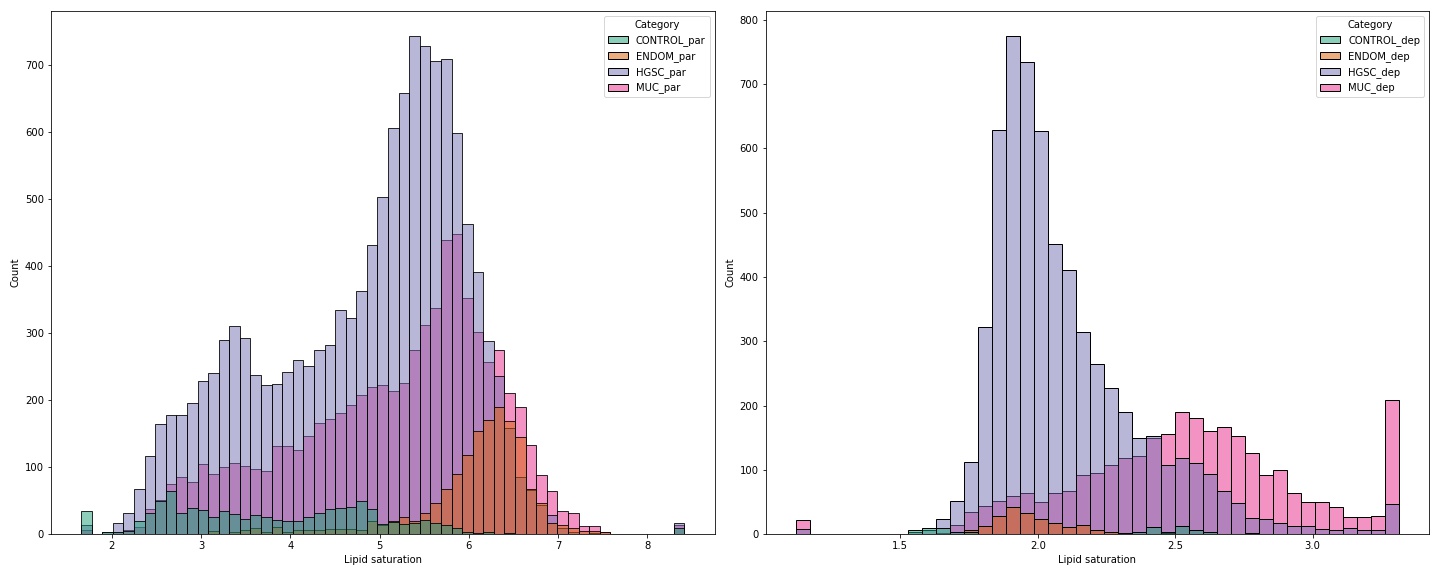 Category
CONTROL_par
ENDOM_par
HGSC_par
MUC_par
700
600
500
400
300
200
100
0
Count
2 3 4 5 6 7 8
Lipid saturation
Category
CONTROL_dep
ENDOM_dep
HGSC_dep
MUC_dep
800
700
600
500
400
300
200
100
0
Count
1.5 2.0 2.5 3.0
Lipid saturation